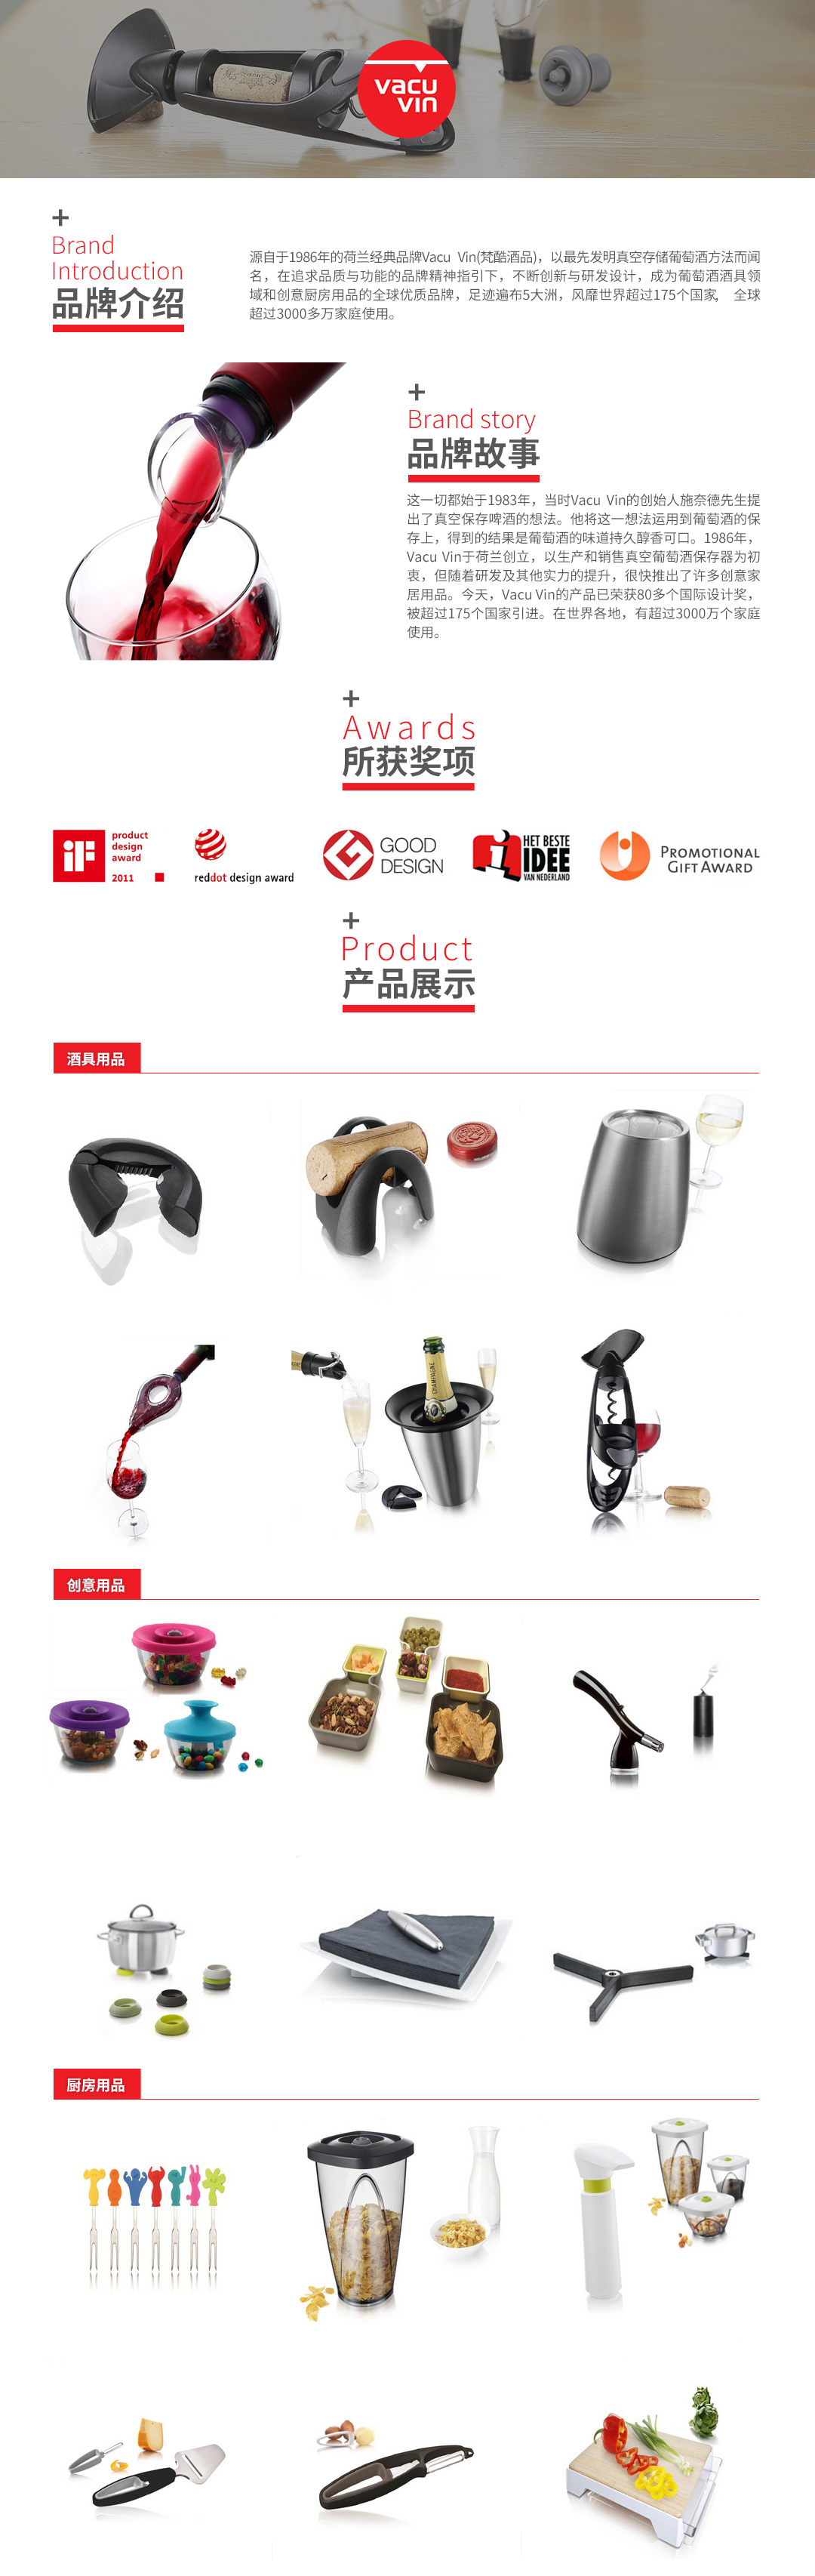 vacu
vin
Brand
Introduction
品牌介绍
源自于1986年的荷兰经典品牌Vacu Vin(梵酷酒品)，以最先发明真空存储葡萄酒方法而闻
名，在追求品质与功能的品牌精神指引下，不断创新与研发设计，成为葡萄酒酒具领
域和创意厨房用品的全球优质品牌，足迹遍布5大洲，风靡世界超过175个国家， 全球
超过3000多万家庭使用。
Brand story
品牌故事
这一切都始于1983年，当时Vacu Vin的创始人施奈德先生提
出了真空保存啤酒的想法。他将这一想法运用到葡萄酒的保
存上，得到的结果是葡萄酒的味道持久醇香可口。1986年，
Vacu Vin于荷兰创立，以生产和销售真空葡萄酒保存器为初
衷，但随着研发及其他实力的提升，很快推出了许多创意家
居用品。今天，Vacu Vin的产品已荣获80多个国际设计奖，
被超过175个国家引进。在世界各地，有超过3000万个家庭
使用。
Awards
所获奖项
iF
product
design
award
2011
reddot design award
GOOD
DESIGN
HET BESTE
IDEE
VAN NEDERLAND
PROMOTIONAL
GIFT AWARD
Product
产品展示
酒具用品
CHAMPAGNE
创意用品
厨房用品